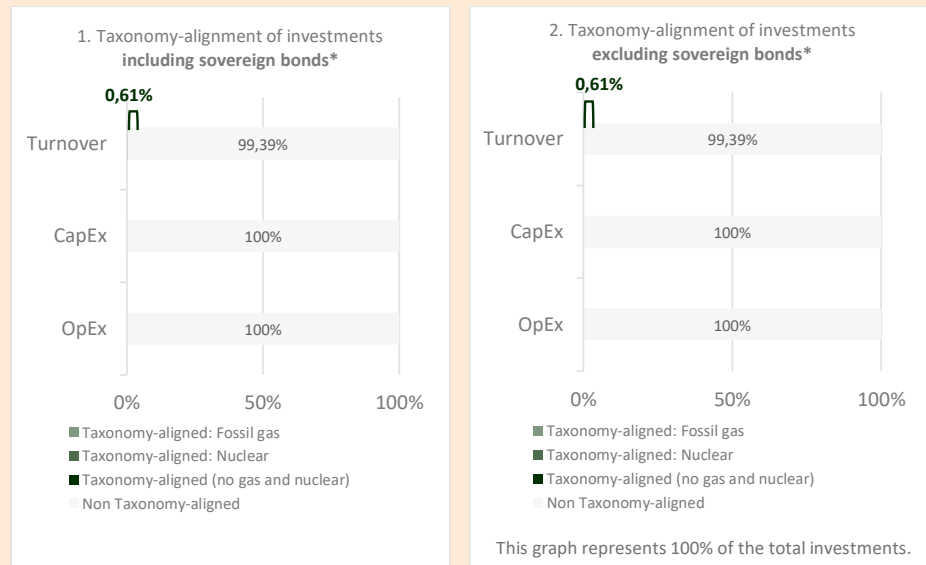 1. Taxonomy-alignment of investments
including sovereign bonds*
0,61%
Turnover
99,39%
CapEx
100%
OpEx
100%
0%
50%
100%
Taxonomy-aligned: Fossil gas
Taxonomy-aligned: Nuclear
Taxonomy-aligned (no gas and nuclear)
Non Taxonomy-aligned
2. Taxonomy-alignment of investments
excluding sovereign bonds*
0,61%
Turnover
99,39%
CapEx
100%
OpEx
100%
0%
50%
100%
Taxonomy-aligned: Fossil gas
Taxonomy-aligned: Nuclear
Taxonomy-aligned (no gas and nuclear)
Non Taxonomy-aligned
This graph represents 100% of the total investments.